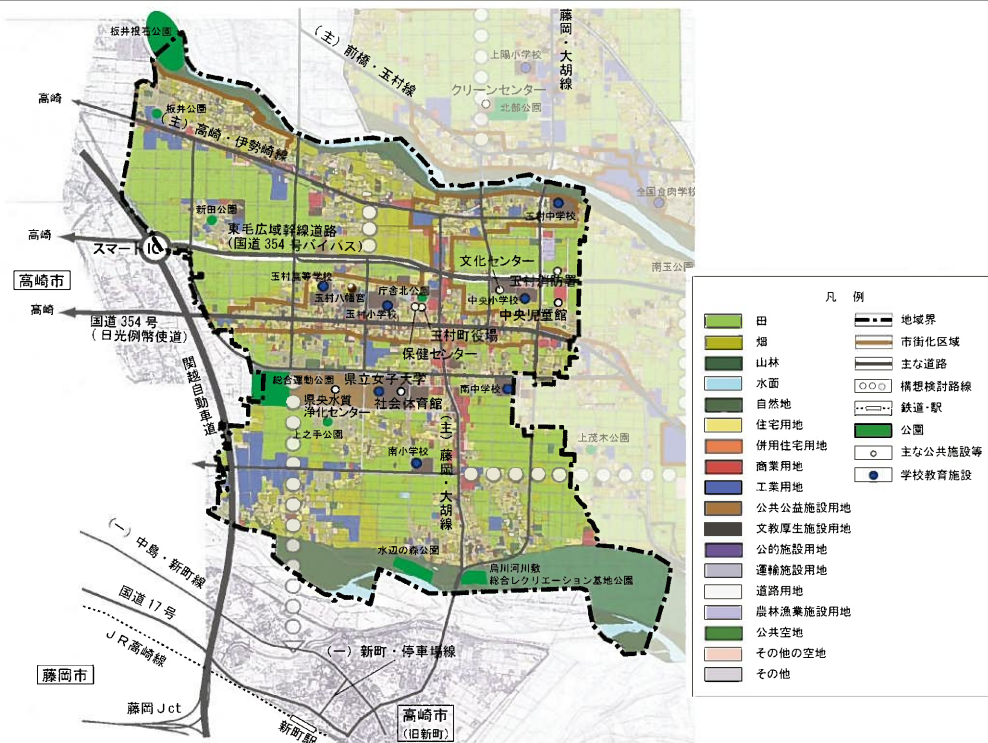 板井根石公園
(主)前橋・玉村線
藤岡・大胡線
上陽小学校
クリーンセンター
北部公園
高崎
板井公園
(主)高崎・伊勢崎線
全国食肉学校
玉村中学校
新田公園
東毛広域幹線道路
(国道354号バイパス)
高崎
スマートIC
文化センター
南玉公園
高崎市
玉村高等学校
玉村八幡宮
庁舎北公園
玉村消防署
中央小学校
玉村小学校
中央児童館
高崎
国道354号
(日光例幣使道)
玉村町役場
保健センター
関越自動車道
総合運動公園
県立女子大学
南中学校
県央水質
浄化センター
社会体育館
上之手公園
(主)藤岡・大胡線
上茂木公園
南小学校
水辺の森公園
烏川河川敷
総合レクリエーション基地公園
(一)中島・新町線
国道17号
JR高崎線
(一)新町・停車場線
藤岡市
藤岡Jct
新町駅
高崎市
(旧新町)
凡 例
田
畑
山林
水面
自然地
住宅用地
併用住宅用地
商業用地
工業用地
公共公益施設用地
文教厚生施設用地
公的施設用地
運輸施設用地
道路用地
農林漁業施設用地
公共空地
その他の空地
その他
地域界
市街化区域
主な道路
構想検討路線
鉄道・駅
公園
主な公共施設等
学校教育施設